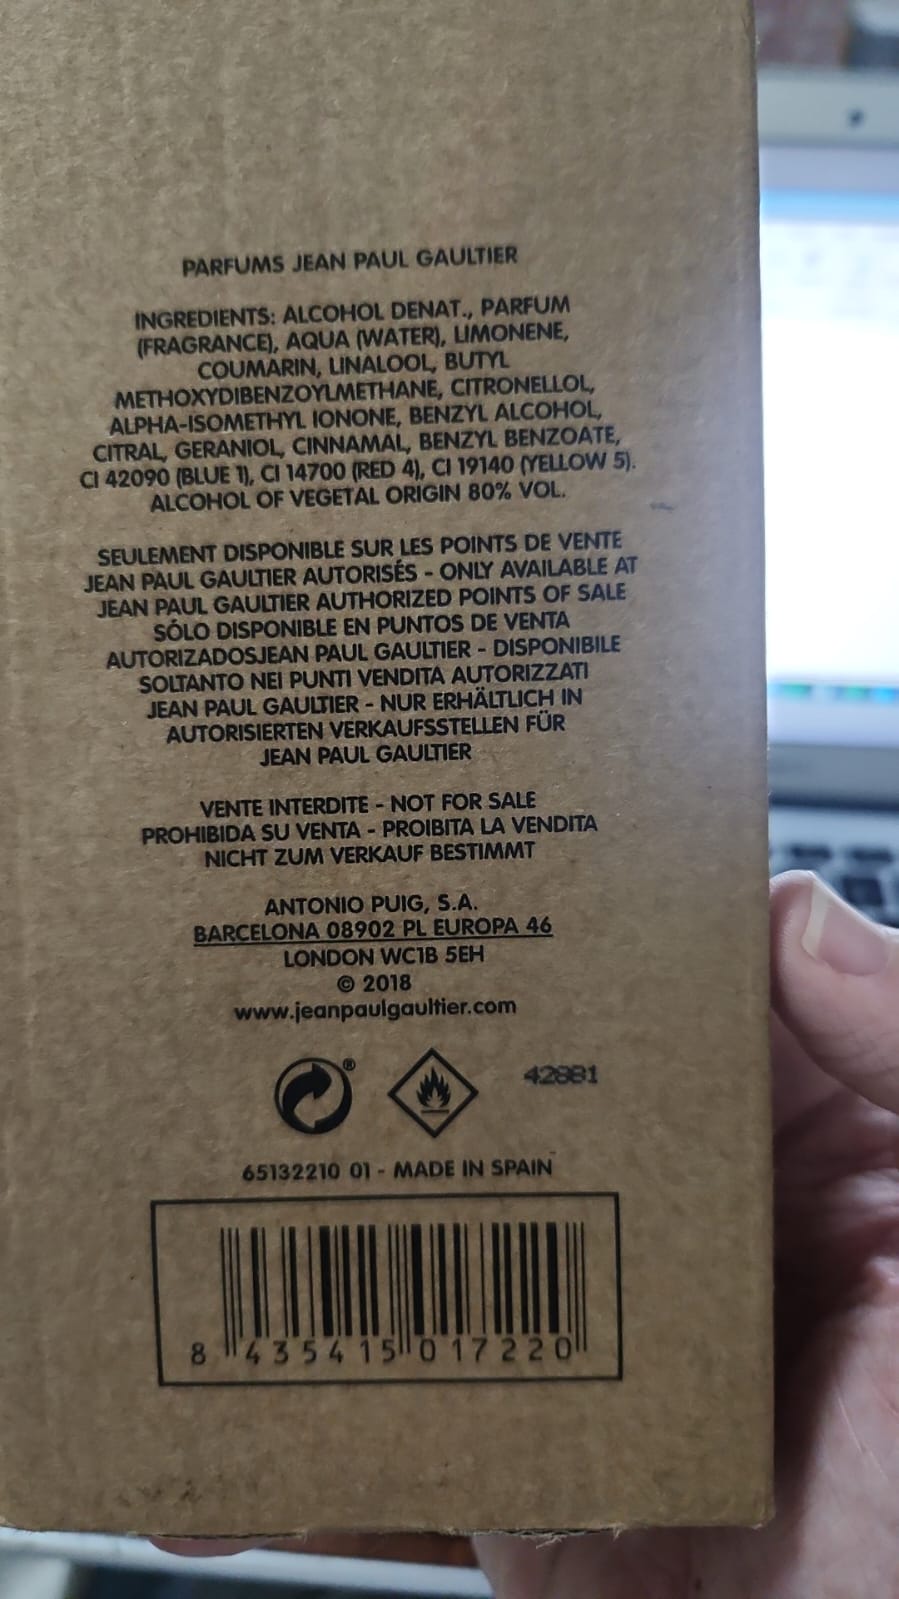 PARFUMS JEAN PAUL GAULTIER
INGREDIENTS: ALCOHOL DENAT., PARFUM
(FRAGRANCE), AQUA (WATER), LIMONENE,
COUMARIN, LINALOOL, BUTYL
METHOXYDIBENZOYLMETHANE, CITRONELLOL,
ALPHA-ISOMETHYL IONONE, BENZYL ALCOHOL,
CITRAL, GERANIOL, CINNAMAL, BENZYL BENZOATE,
CI 42090 (BLUE 1), CI 14700 (RED 4), CI 19140 (YELLOW 5).
ALCOHOL OF VEGETAL ORIGIN 80% VOL.
SEULEMENT DISPONIBLE SUR LES POINTS DE VENTE
JEAN PAUL GAULTIER AUTORISÉS - ONLY AVAILABLE AT
JEAN PAUL GAULTIER AUTHORIZED POINTS OF SALE
SÓLO DISPONIBLE EN PUNTOS DE VENTA
AUTORIZADOSJEAN PAUL GAULTIER - DISPONIBILE
SOLTANTO NEI PUNTI VENDITA AUTORIZZATI
JEAN PAUL GAULTIER - NUR ERHÄLTLICH IN
AUTORISIERTEN VERKAUFSSTELLEN FÜR
JEAN PAUL GAULTIER
VENTE INTERDITE - NOT FOR SALE
PROHIBIDA SU VENTA - PROIBITA LA VENDITA
NICHT ZUM VERKAUF BESTIMMT
ANTONIO PUIG, S.A.
BARCELONA 08902 PL EUROPA 46
LONDON WC1B 5EH
© 2018
www.jeanpaulgaultier.com
®
42881
65132210 01 - MADE IN SPAIN
8 435415 017220